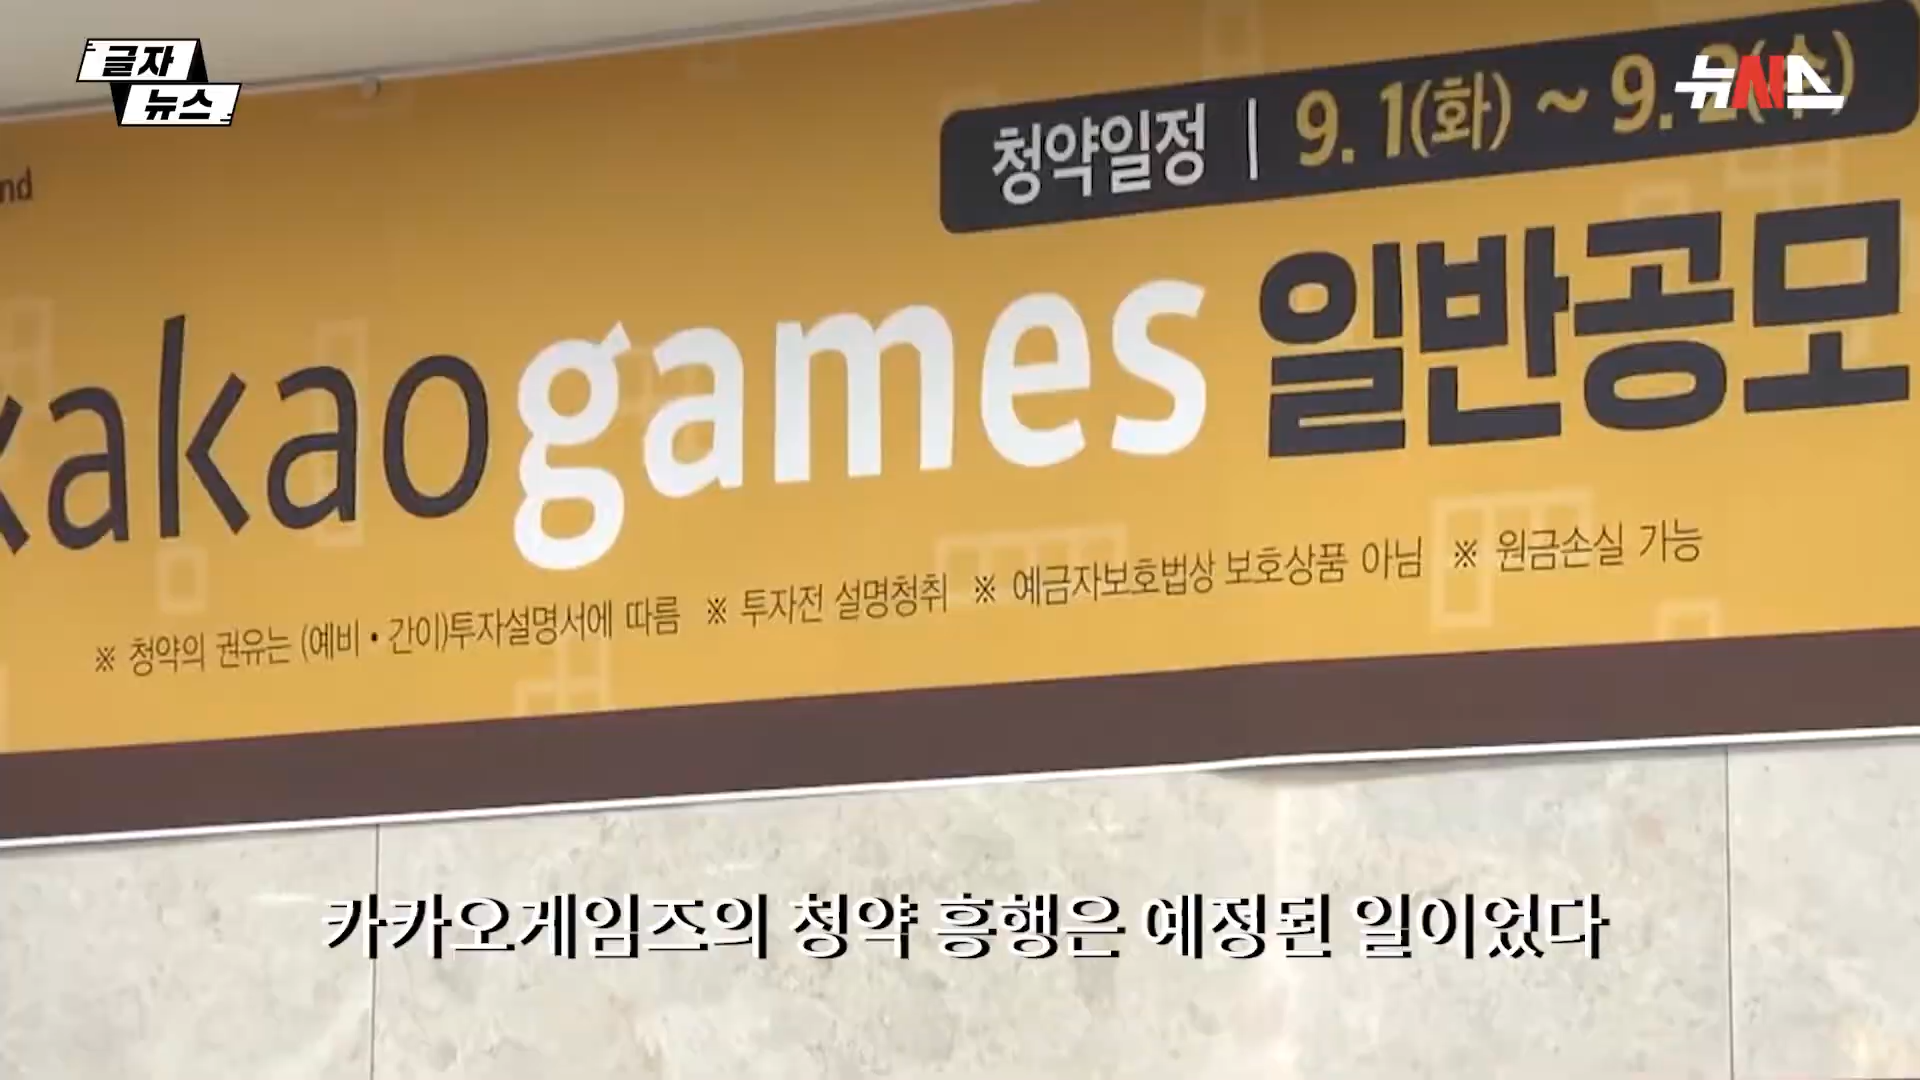 글자
뉴스
뉴시스
nd
청약일정 | 9. 1(화) ~ 9. 2(수)
kakaogames 일반공모
※ 청약의 권유는 (예비 • 간이)투자설명서에 따름 ※ 투자전 설명청취 ※ 예금자보호법상 보호상품 아님 ※ 원금손실 가능
카카오게임즈의 청약 흥행은 예정된 일이었다